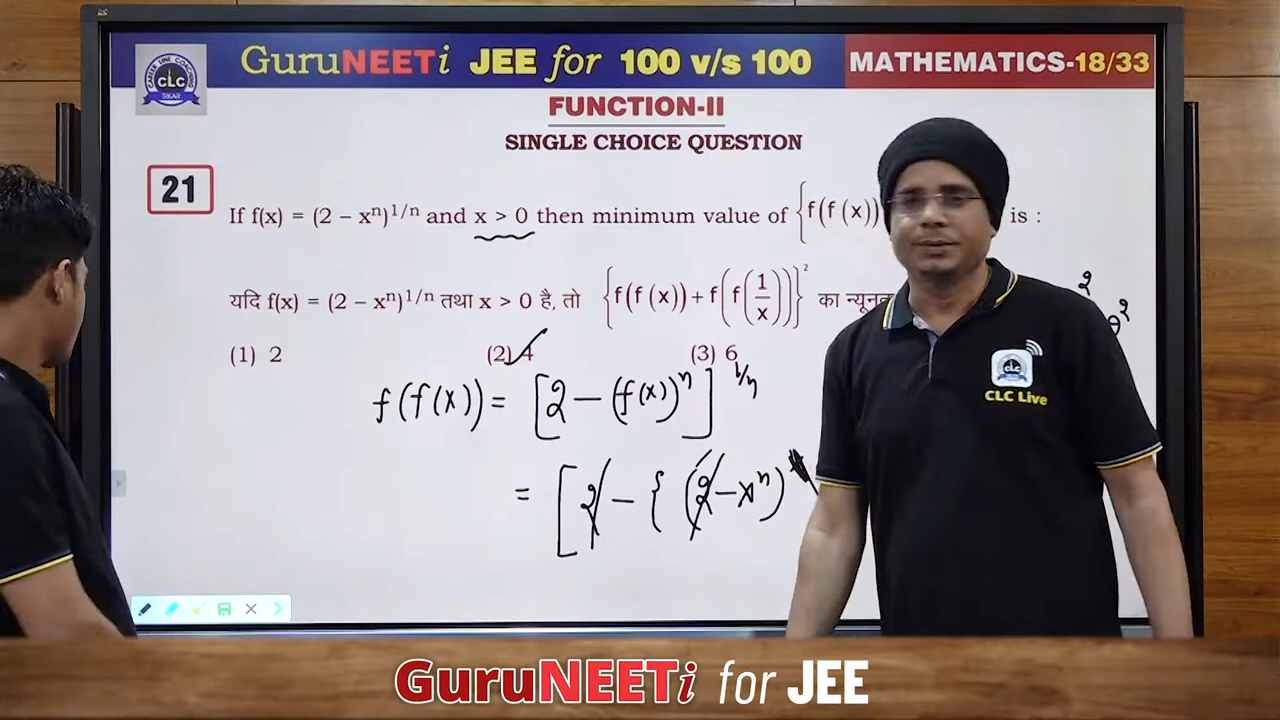 GuruNEETi JEE for 100 v/s 100 MATHEMATICS-18/33
CLC
SIKAR
FUNCTION-II
SINGLE CHOICE QUESTION
21
If f(x) = (2 – xⁿ)^1/n and x > 0 then minimum value of {f(f(x)) is :
यदि f(x) = (2 – xⁿ)^1/n तथा x > 0 है, तो {f(f(x)) + f(f(1/x))}² का
(1) 2 (2) 4 (3) 6
f(f(x)) = [2 – (f(x))ⁿ]^1/n
= [2 – { (2 – xⁿ)
CLC Live
GuruNEETi for JEE